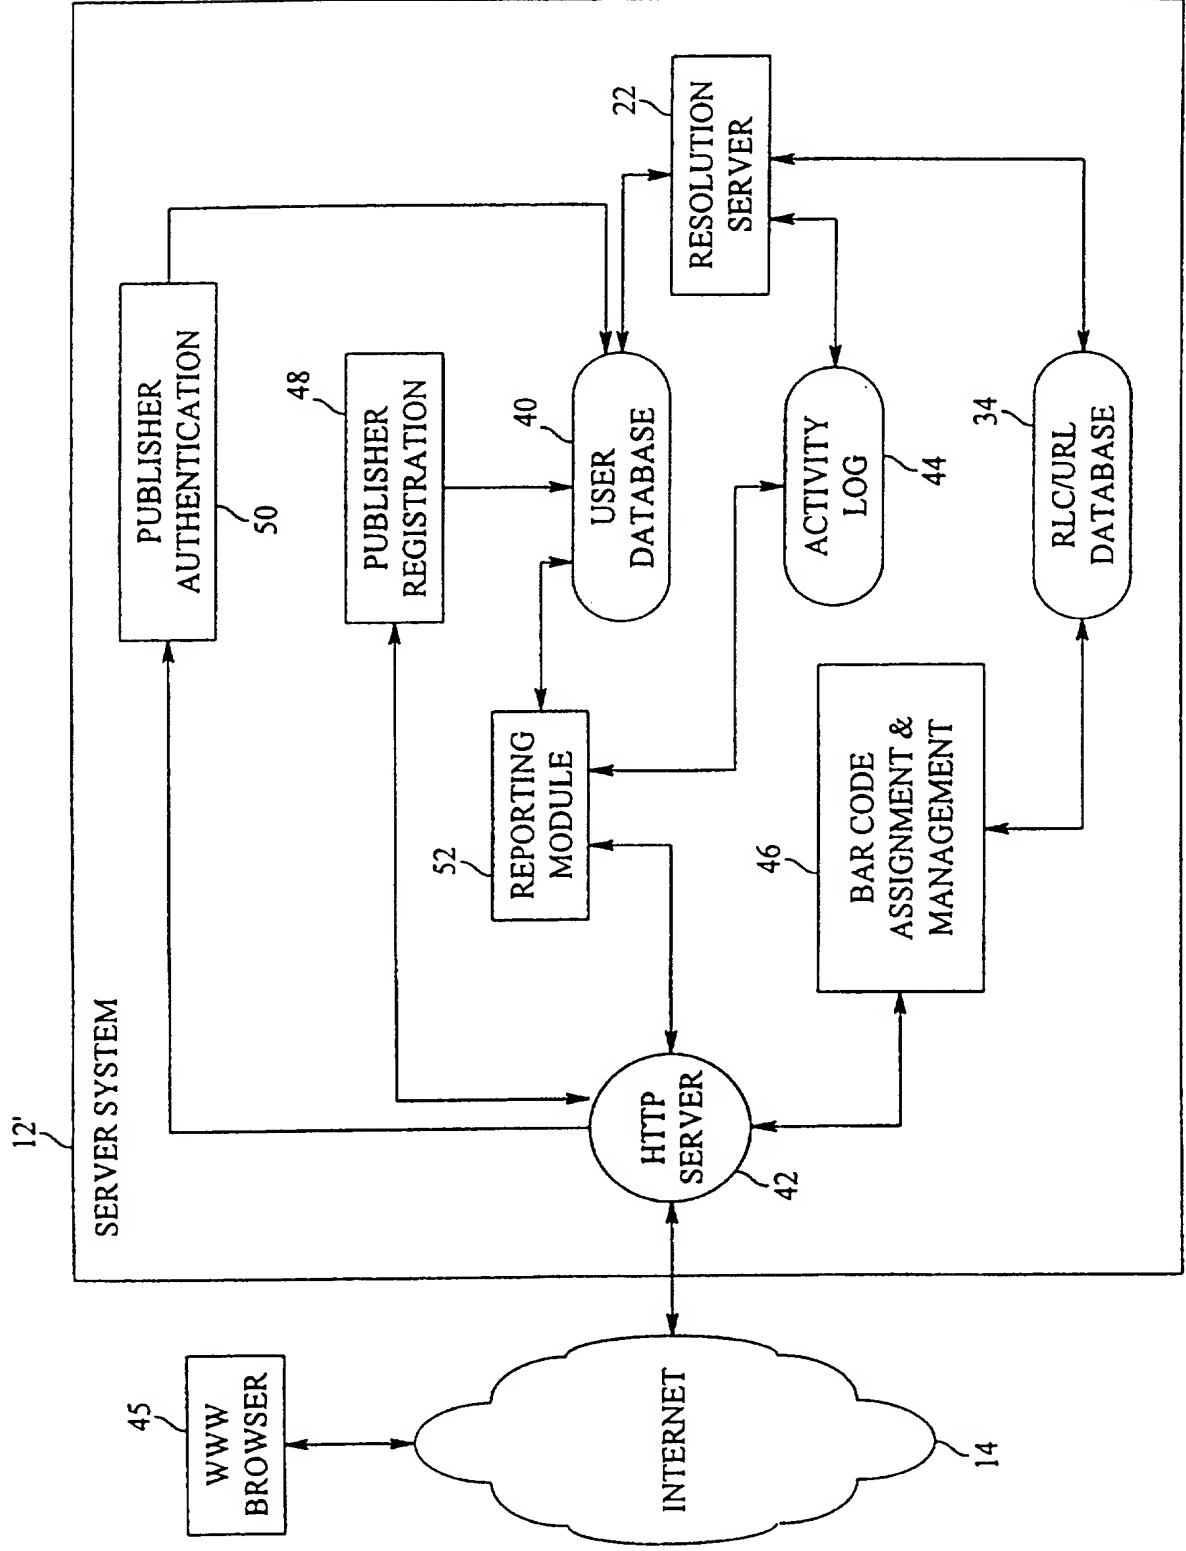 12'
SERVER SYSTEM
PUBLISHER
AUTHENTICATION
50
PUBLISHER
REGISTRATION
48
USER
DATABASE
40
RESOLUTION
SERVER
22
REPORTING
MODULE
52
ACTIVITY
LOG
44
BAR CODE
ASSIGNMENT &
MANAGEMENT
46
RLC/URL
DATABASE
34
HTTP
SERVER
42
WWW
BROWSER
45
INTERNET
14